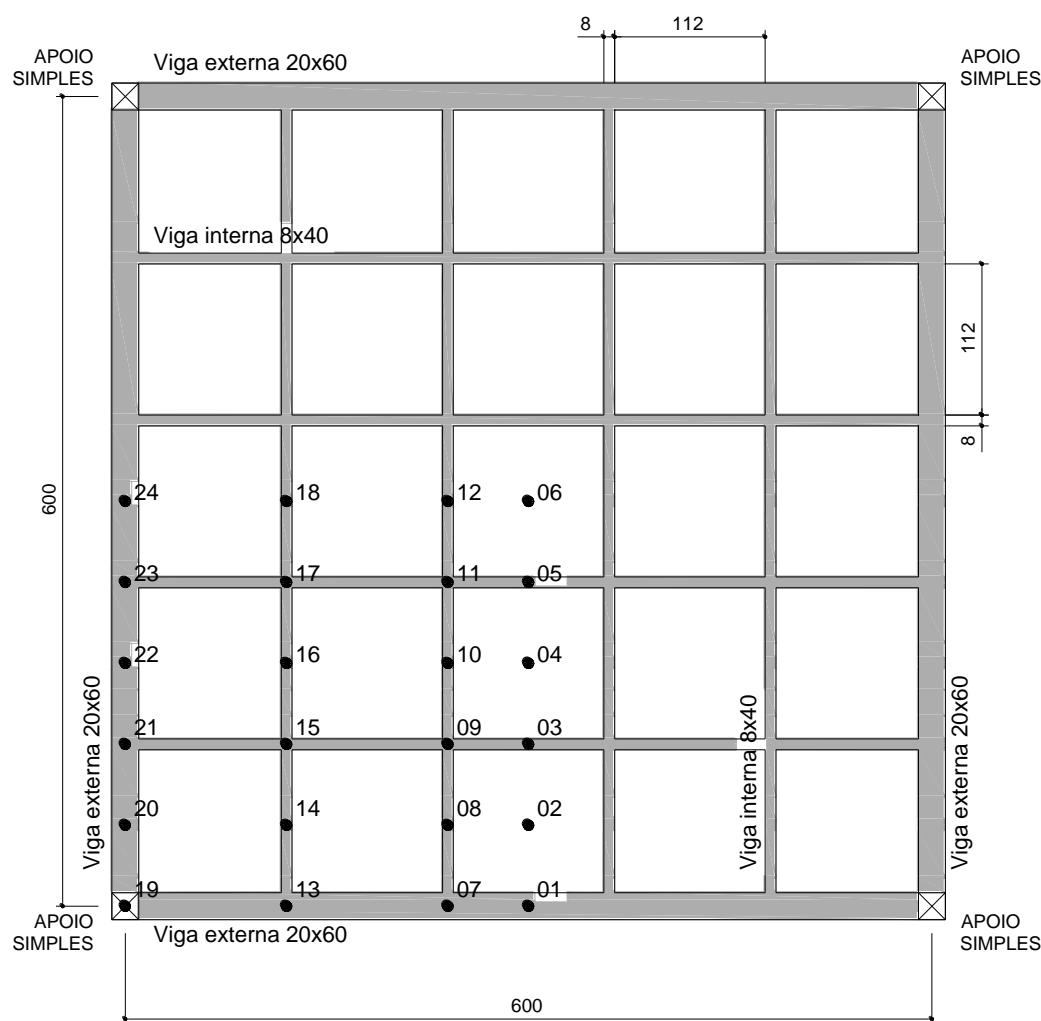 8 112
APOIO
SIMPLES
Viga externa 20x60
APOIO
SIMPLES
Viga interna 8x40
112
8
600
24 18 12 06
23 17 11 05
22 16 10 04
21 15 09 03
20 14 08 02
19 13 07 01
Viga externa 20x60
Viga interna 8x40
Viga externa 20x60
APOIO
SIMPLES
Viga externa 20x60
APOIO
SIMPLES
600